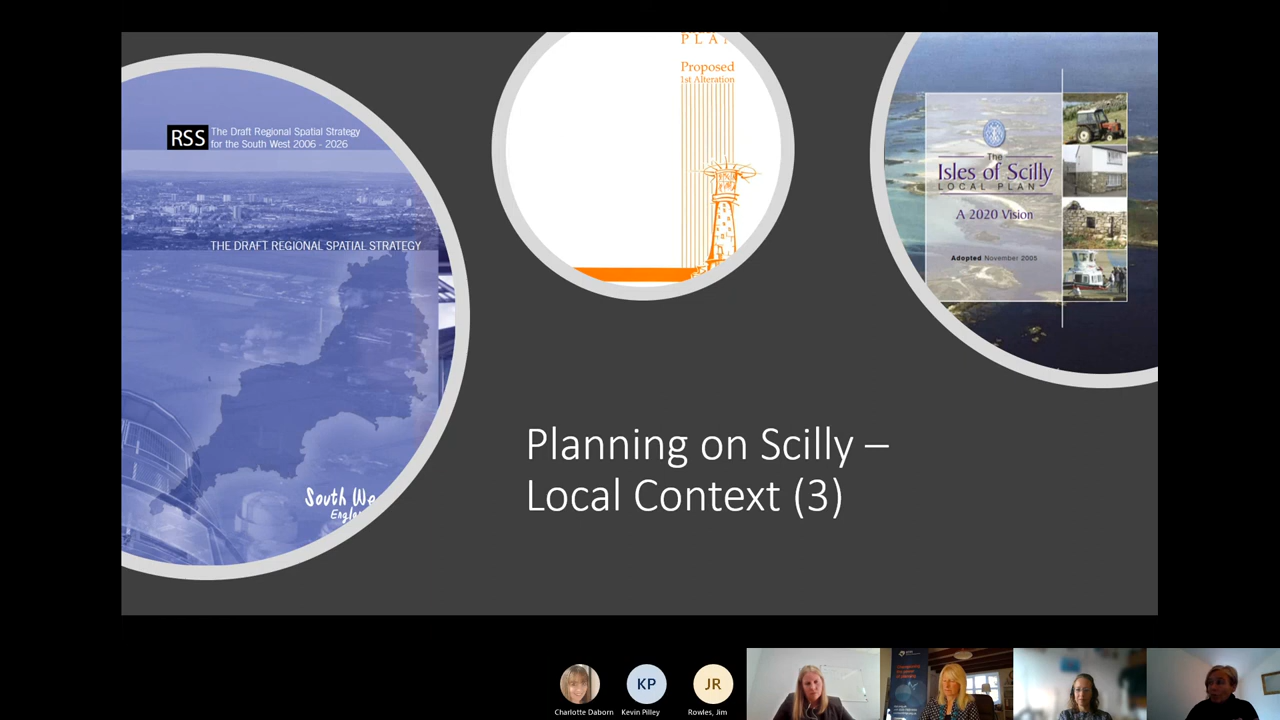 RSS The Draft Regional Spatial Strategy
for the South West 2006 - 2026
THE DRAFT REGIONAL SPATIAL STRATEGY
South We
Engla
PLAN
Proposed
1st Alteration
The
Isles of Scilly
LOCAL PLAN
A 2020 Vision
Adopted November 2005
Planning on Scilly –
Local Context (3)
KP
JR
Charlotte Daborn
Kevin Pilley
Rowles, Jim